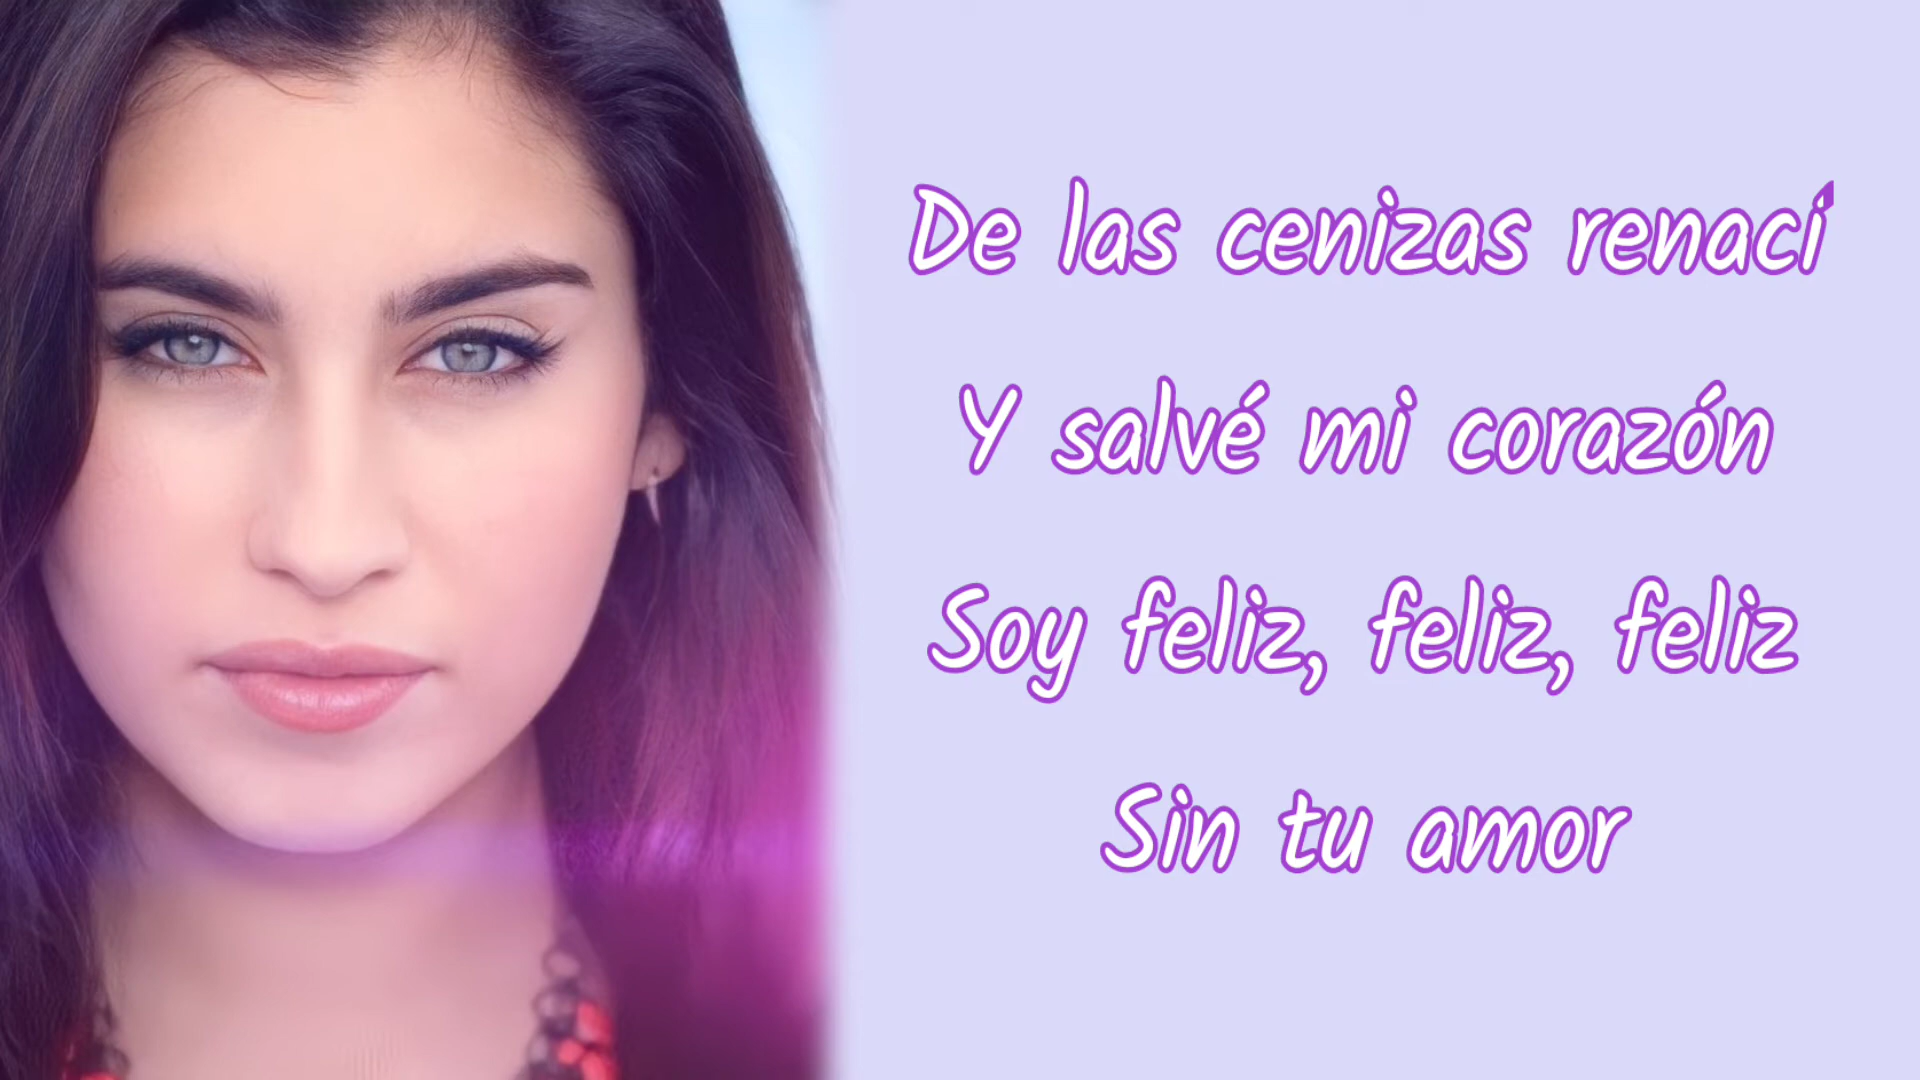 De las cenizas renací
Y salvé mi corazón
Soy feliz, feliz, feliz
Sin tu amor